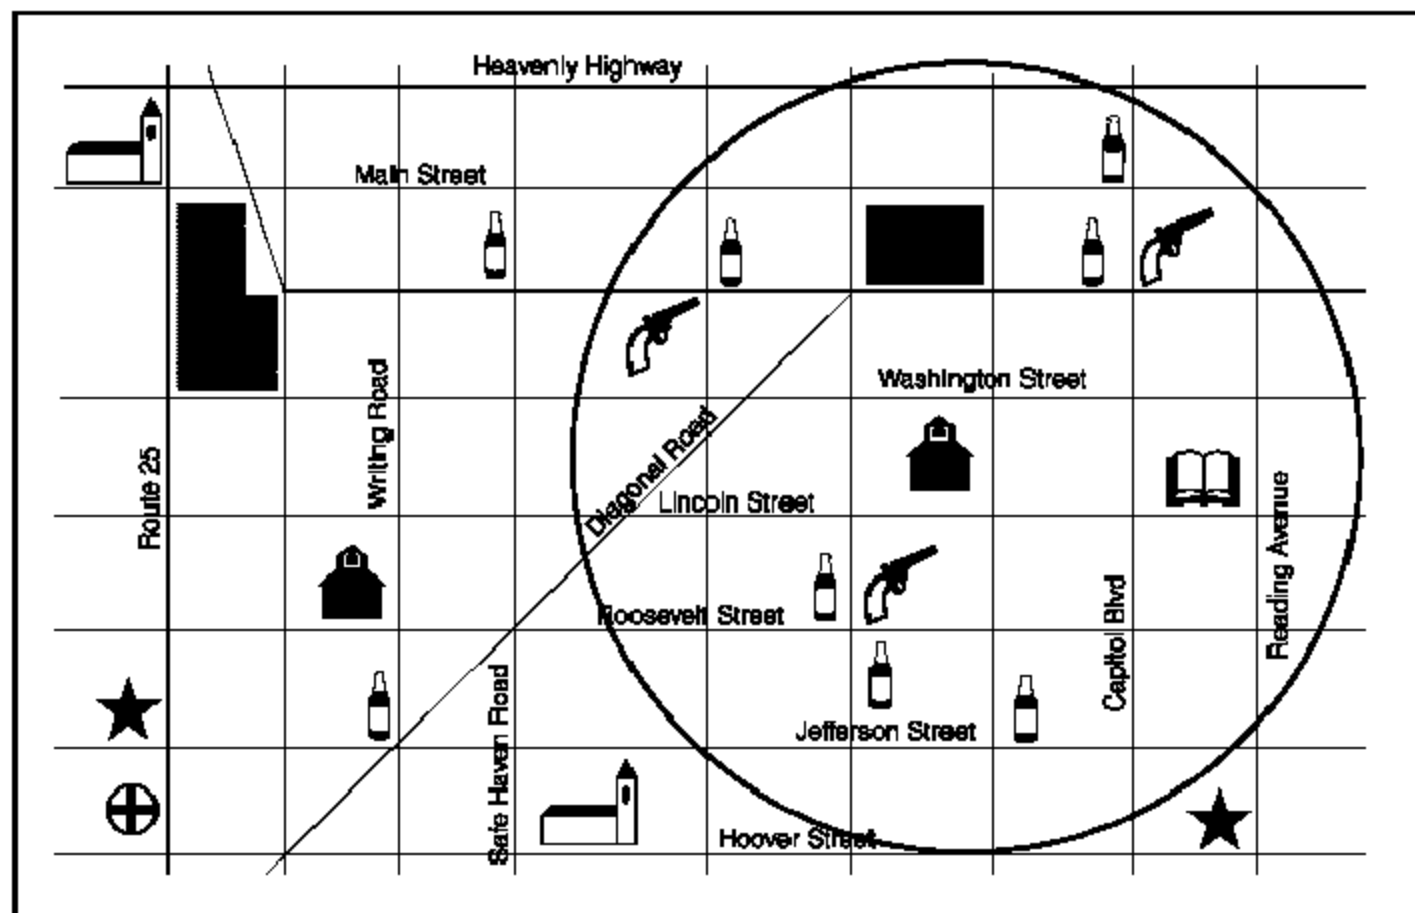 Heavenly Highway
Main Street
Washington Street
Writing Road
Diagonal Road
Route 25
Lincoln Street
Reading Avenue
Roosevelt Street
Capitol Blvd
Safe Haven Road
Jefferson Street
Hoover Street